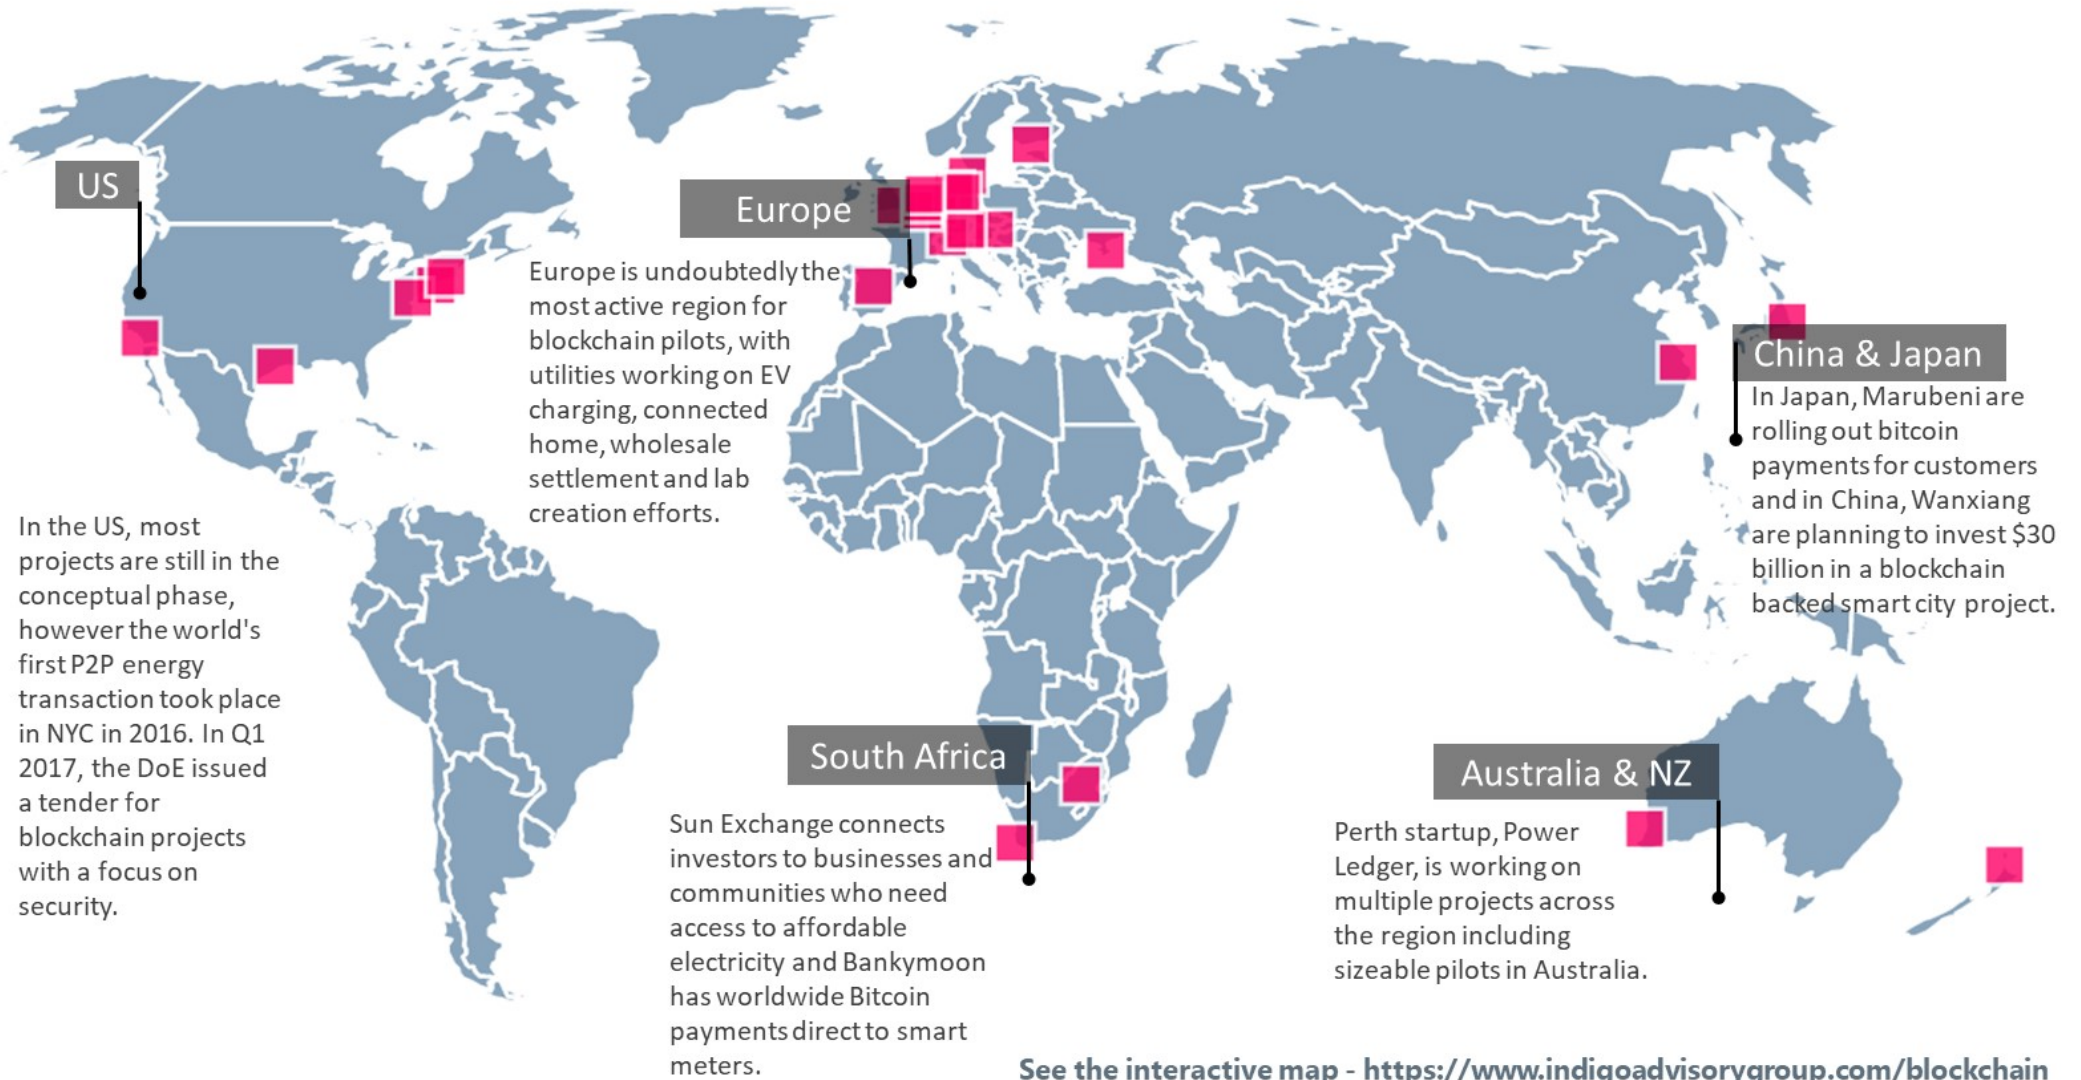 US
In the US, most
projects are still in the
conceptual phase,
however the world's
first P2P energy
transaction took place
in NYC in 2016. In Q1
2017, the DoE issued
a tender for
blockchain projects
with a focus on
security.
Europe
Europe is undoubtedly the
most active region for
blockchain pilots, with
utilities working on EV
charging, connected
home, wholesale
settlement and lab
creation efforts.
China & Japan
In Japan, Marubeni are
rolling out bitcoin
payments for customers
and in China, Wanxiang
are planning to invest $30
billion in a blockchain
backed smart city project.
South Africa
Sun Exchange connects
investors to businesses and
communities who need
access to affordable
electricity and Bankymoon
has worldwide Bitcoin
payments direct to smart
meters.
Australia & NZ
Perth startup, Power
Ledger, is working on
multiple projects across
the region including
sizeable pilots in Australia.
See the interactive map - https://www.indigoadvisorygroup.com/blockchain